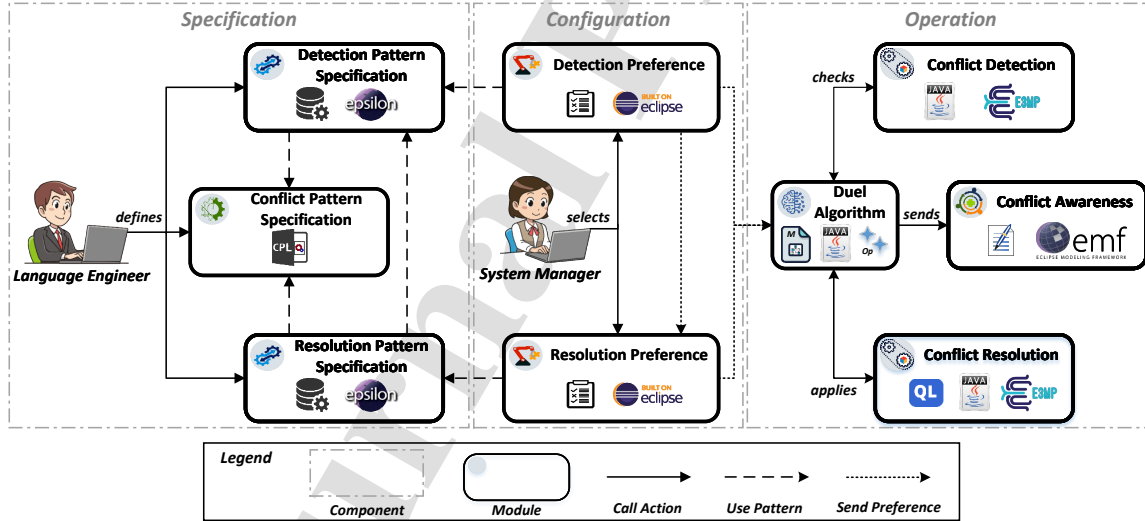 Specification
Configuration
Operation
Detection Pattern
Specification
epsilon
Detection Preference
BUILT ON
eclipse
checks
Conflict Detection
JAVA
E3MP
defines
Conflict Pattern
Specification
CPL
Language Engineer
selects
System Manager
Duel
Algorithm
M
JAVA
Op
sends
Conflict Awareness
emf
ECLIPSE MODELING FRAMEWORK
Resolution Pattern
Specification
epsilon
Resolution Preference
BUILT ON
eclipse
applies
Conflict Resolution
QL
JAVA
E3MP
Legend
Component
Module
Call Action
Use Pattern
Send Preference